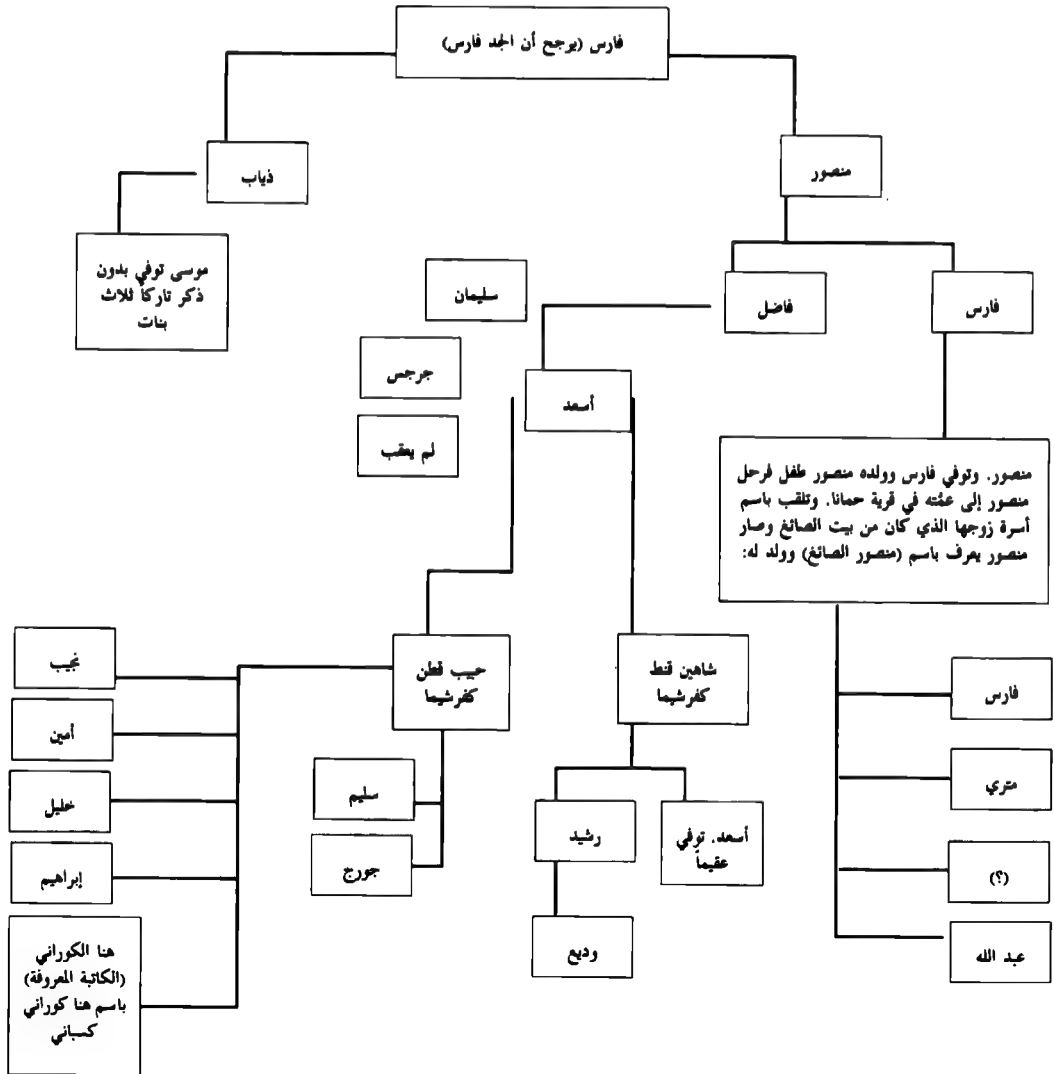 فارس (يرجح أن الجد فارس)
منصور
ذياب
فارس
فاضل
سليمان
موسى توفي بدون
ذكر تاركاً ثلاث
بنات
جرجس
أسعد
لم يعقب
منصور. وتوفي فارس وولده منصور طفل فرحل
منصور إلى عمّته في قرية حمانا. وتلقب باسم
أسرة زوجها الذي كان من بيت الصائغ وصار
منصور يعرف باسم (منصور الصائغ) وولد له:
فارس
متري
(؟)
عبد الله
شاهين قنط
كفرشيما
أسعد. توفي
عقيماً
رشيد
وديع
حبيب قطن
كفرشيما
سليم
جورج
نجيب
أمين
خليل
إبراهيم
هنا الكوراني
(الكاتبة المعروفة)
باسم هنا كوراني
كسباني